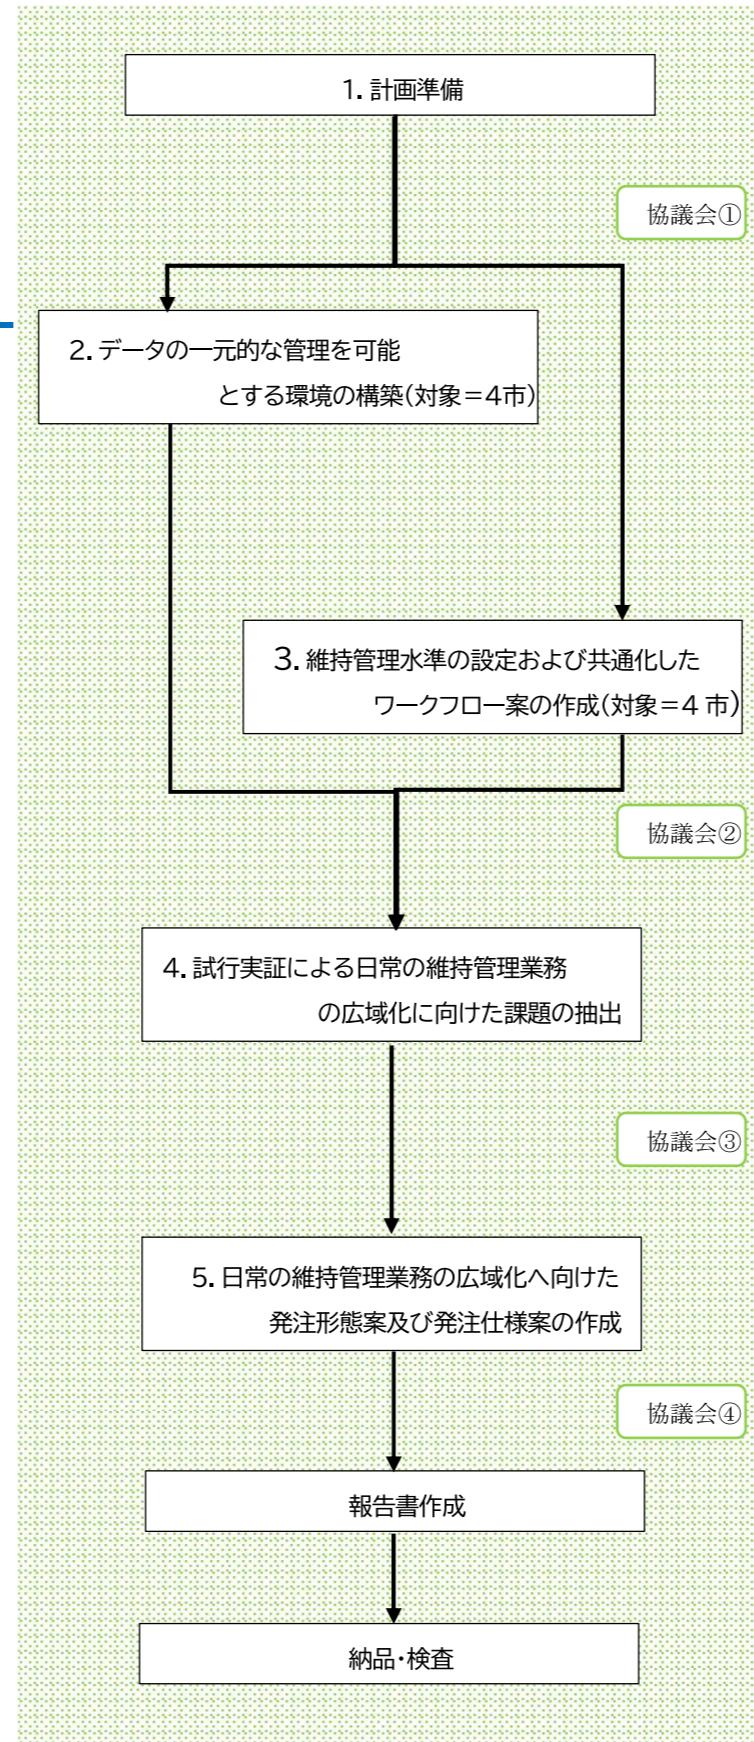 1. 計画準備
協議会①
2. データの一元的な管理を可能
とする環境の構築(対象=4市)
3. 維持管理水準の設定および共通化した
ワークフロー案の作成(対象=4 市)
協議会②
4. 試行実証による日常の維持管理業務
の広域化に向けた課題の抽出
協議会③
5. 日常の維持管理業務の広域化へ向けた
発注形態案及び発注仕様案の作成
協議会④
報告書作成
納品・検査